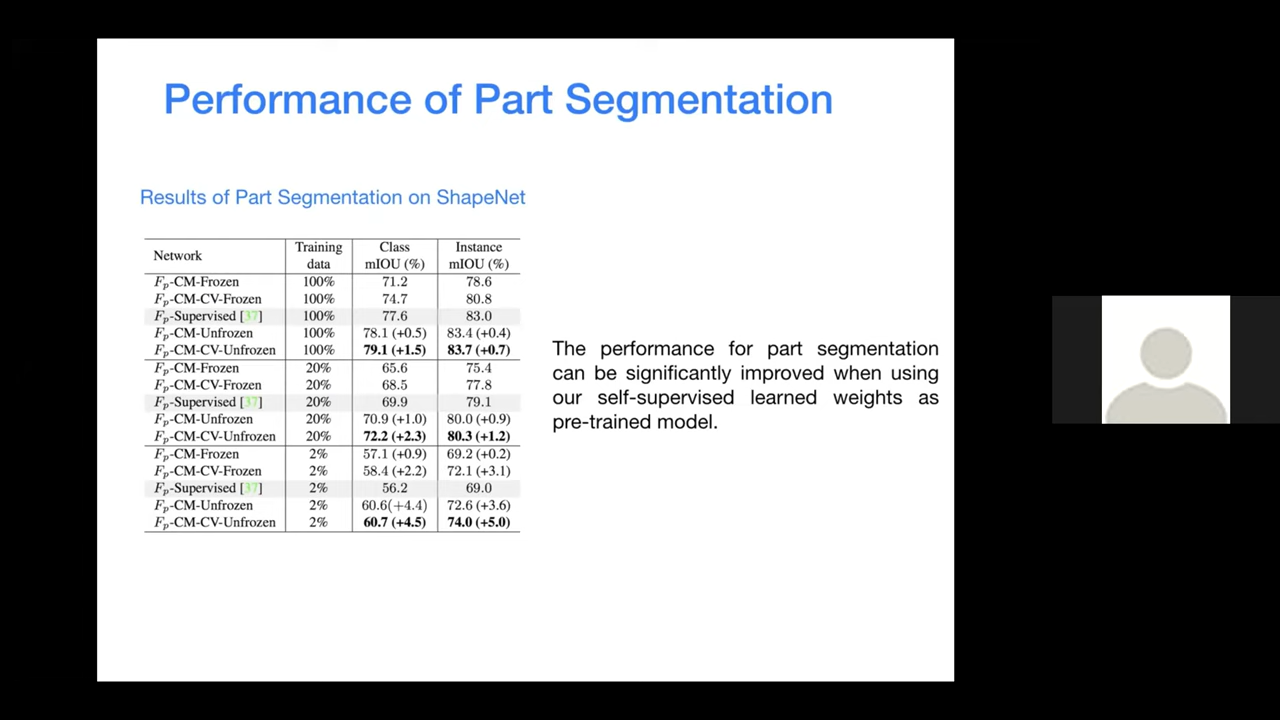 Performance of Part Segmentation
Results of Part Segmentation on ShapeNet
Network Training data Class mIOU (%) Instance mIOU (%)
Fp-CM-Frozen 100% 71.2 78.6
Fp-CM-CV-Frozen 100% 74.7 80.8
Fp-Supervised [37] 100% 77.6 83.0
Fp-CM-Unfrozen 100% 78.1 (+0.5) 83.4 (+0.4)
Fp-CM-CV-Unfrozen 100% 79.1 (+1.5) 83.7 (+0.7)
Fp-CM-Frozen 20% 65.6 75.4
Fp-CM-CV-Frozen 20% 68.5 77.8
Fp-Supervised [37] 20% 69.9 79.1
Fp-CM-Unfrozen 20% 70.9 (+1.0) 80.0 (+0.9)
Fp-CM-CV-Unfrozen 20% 72.2 (+2.3) 80.3 (+1.2)
Fp-CM-Frozen 2% 57.1 (+0.9) 69.2 (+0.2)
Fp-CM-CV-Frozen 2% 58.4 (+2.2) 72.1 (+3.1)
Fp-Supervised [37] 2% 56.2 69.0
Fp-CM-Unfrozen 2% 60.6(+4.4) 72.6 (+3.6)
Fp-CM-CV-Unfrozen 2% 60.7 (+4.5) 74.0 (+5.0)
The performance for part segmentation
can be significantly improved when using
our self-supervised learned weights as
pre-trained model.